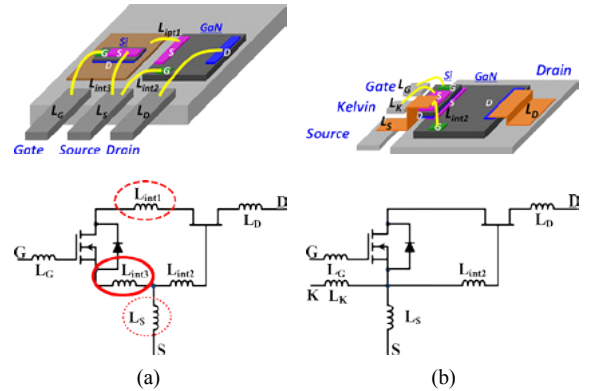 L_int1
Si
GaN
G S
D
S
D
G
L_int3
L_int2
L_G
L_S
L_D
Gate Source Drain
L_int1
D
L_D
G
L_G
L_int3
L_int2
L_S
S
(a)
Si
GaN
Drain
Gate
L_G
G
Kelvin
L_K
S
S
D
L_D
L_S
D
L_int2
Source
G
D
L_D
G
L_G
L_int2
K
L_K
L_S
S
(b)